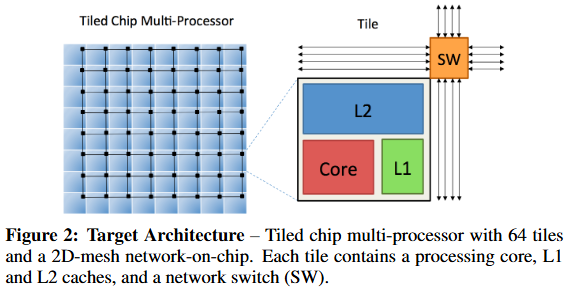 Tiled Chip Multi-Processor
Tile
SW
L2
Core
L1
Figure 2: Target Architecture – Tiled chip multi-processor with 64 tiles
and a 2D-mesh network-on-chip. Each tile contains a processing core, L1
and L2 caches, and a network switch (SW).